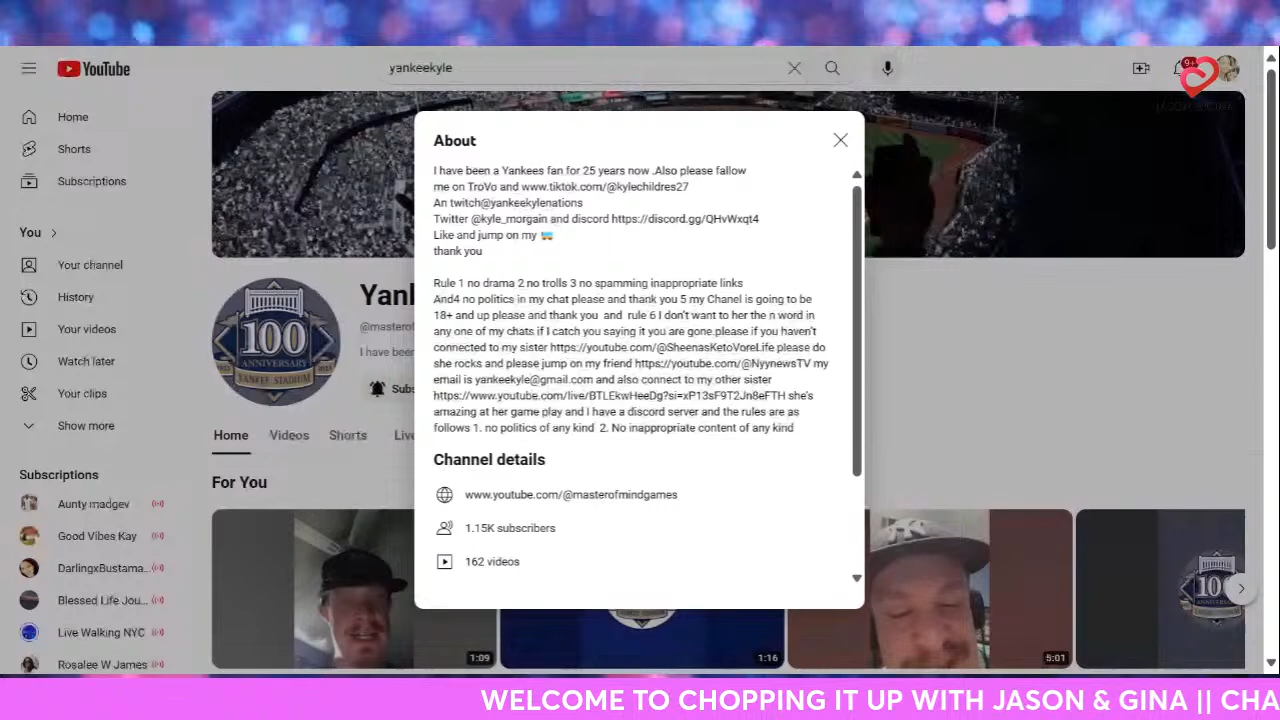 YouTube
yankeekyle
9+
Home
Shorts
Subscriptions
You
Your channel
History
Your videos
Watch later
Your clips
Show more
Subscriptions
Aunty madgev
Good Vibes Kay
DarlingxBustama...
Blessed Life Jou...
Live Walking NYC
Rosalee W James
100
ANNIVERSARY
YANKEE STADIUM
Yank
@masterof
I have been
Subs
Home
Videos
Shorts
Live
For You
About
I have been a Yankees fan for 25 years now .Also please fallow
me on TroVo and www.tiktok.com/@kylechildres27
An twitch@yankeekylenations
Twitter @kyle_morgain and discord https://discord.gg/QHvWxqt4
Like and jump on my
thank you
Rule 1 no drama 2 no trolls 3 no spamming inappropriate links
And4 no politics in my chat please and thank you 5 my Chanel is going to be
18+ and up please and thank you and rule 6 I don't want to her the n word in
any one of my chats if I catch you saying it you are gone.please if you haven't
connected to my sister https://youtube.com/@SheenasKetoVoreLife please do
she rocks and please jump on my friend https://youtube.com/@NyynewsTV my
email is yankeekyle@gmail.com and also connect to my other sister
https://www.youtube.com/live/BTLEkwHeeDg?si=xP13sF9T2Jn8eFTH she's
amazing at her game play and I have a discord server and the rules are as
follows 1. no politics of any kind 2. No inappropriate content of any kind
Channel details
www.youtube.com/@masterofmindgames
1.15K subscribers
162 videos
1:09
1:16
5:01
100
WELCOME TO CHOPPING IT UP WITH JASON & GINA || CHA